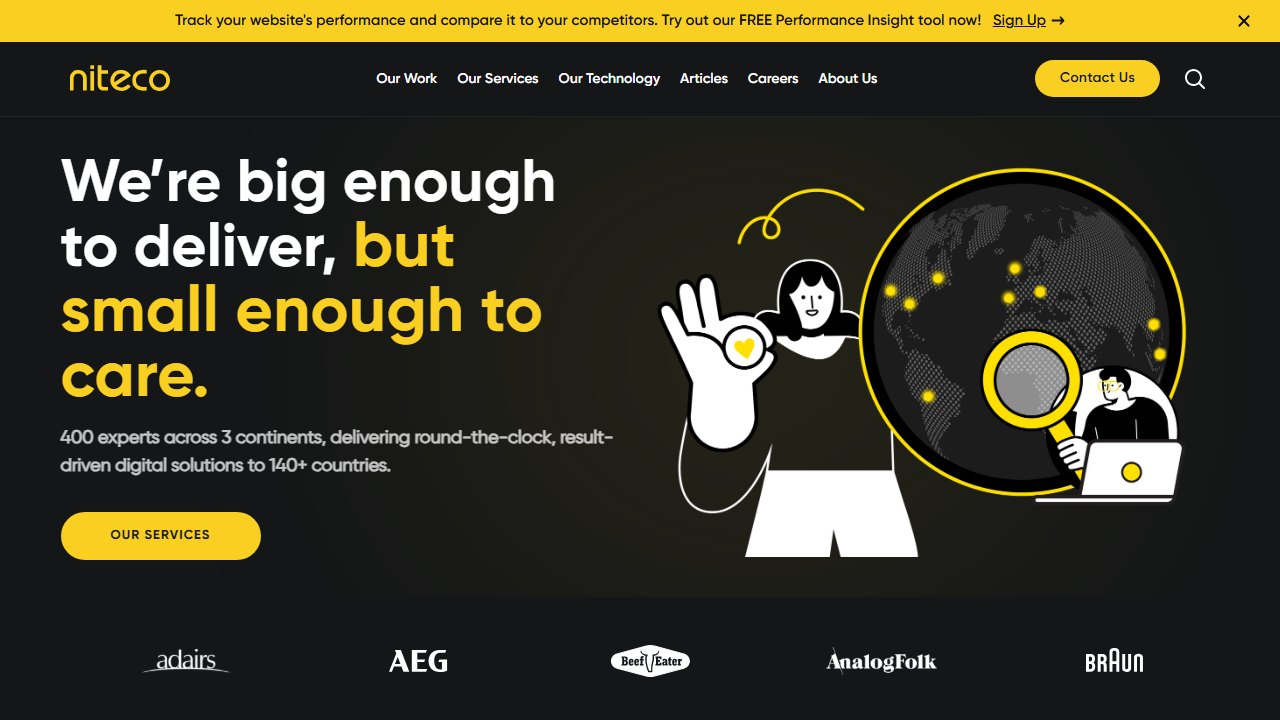 Track your website's performance and compare it to your competitors. Try out our FREE Performance Insight tool now! Sign Up →
niteco
Our Work Our Services Our Technology Articles Careers About Us Contact Us
We’re big enough
to deliver, but
small enough to
care.
400 experts across 3 continents, delivering round-the-clock, result-
driven digital solutions to 140+ countries.
OUR SERVICES
adairs AEG Beef Eater AnalogFolk BRAUN